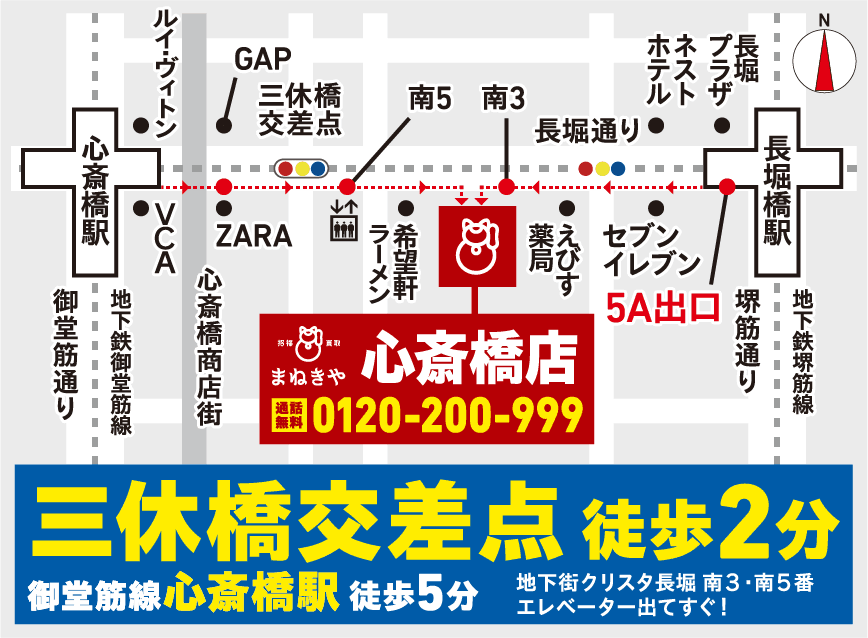 ルイ・ヴィトン
GAP
三休橋
交差点
南5
南3
長堀通り
ネスト
ホテル
長堀
プラザ
N
心斎橋駅
長堀橋駅
VCA
ZARA
希望軒
ラーメン
えびす
薬局
セブン
イレブン
5A出口
御堂筋通り
地下鉄御堂筋線
心斎橋商店街
堺筋通り
地下鉄堺筋線
招福
買取
まねきや
心斎橋店
通話
無料
0120-200-999
三休橋交差点 徒歩2分
御堂筋線心斎橋駅 徒歩5分
地下街クリスタ長堀 南3・南5番
エレベーター出てすぐ！